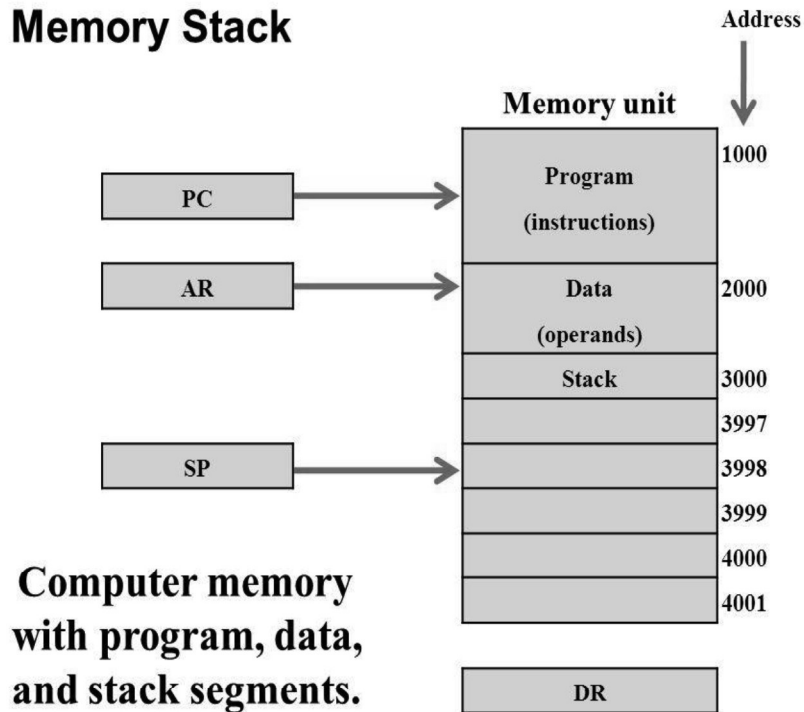 Memory Stack
Address
Memory unit
1000
Program
PC
(instructions)
AR
Data
2000
(operands)
Stack
3000
3997
SP
3998
3999
4000
4001
Computer memory
with program, data,
and stack segments.
DR